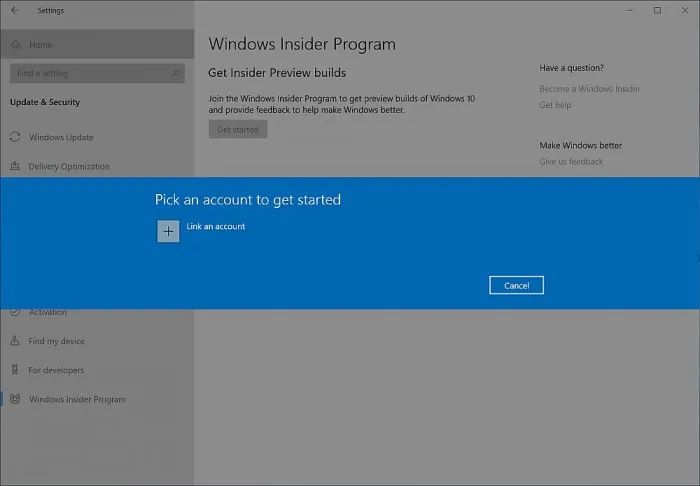 Settings
Home
Find a setting
Update & Security
Windows Update
Delivery Optimization
Windows Insider Program
Get Insider Preview builds
Join the Windows Insider Program to get preview builds of Windows 10
and provide feedback to help make Windows better.
Get started
Have a question?
Become a Windows Insider
Get help
Make Windows better
Give us feedback
Pick an account to get started
Link an account
Cancel
Activation
Find my device
For developers
Windows Insider Program